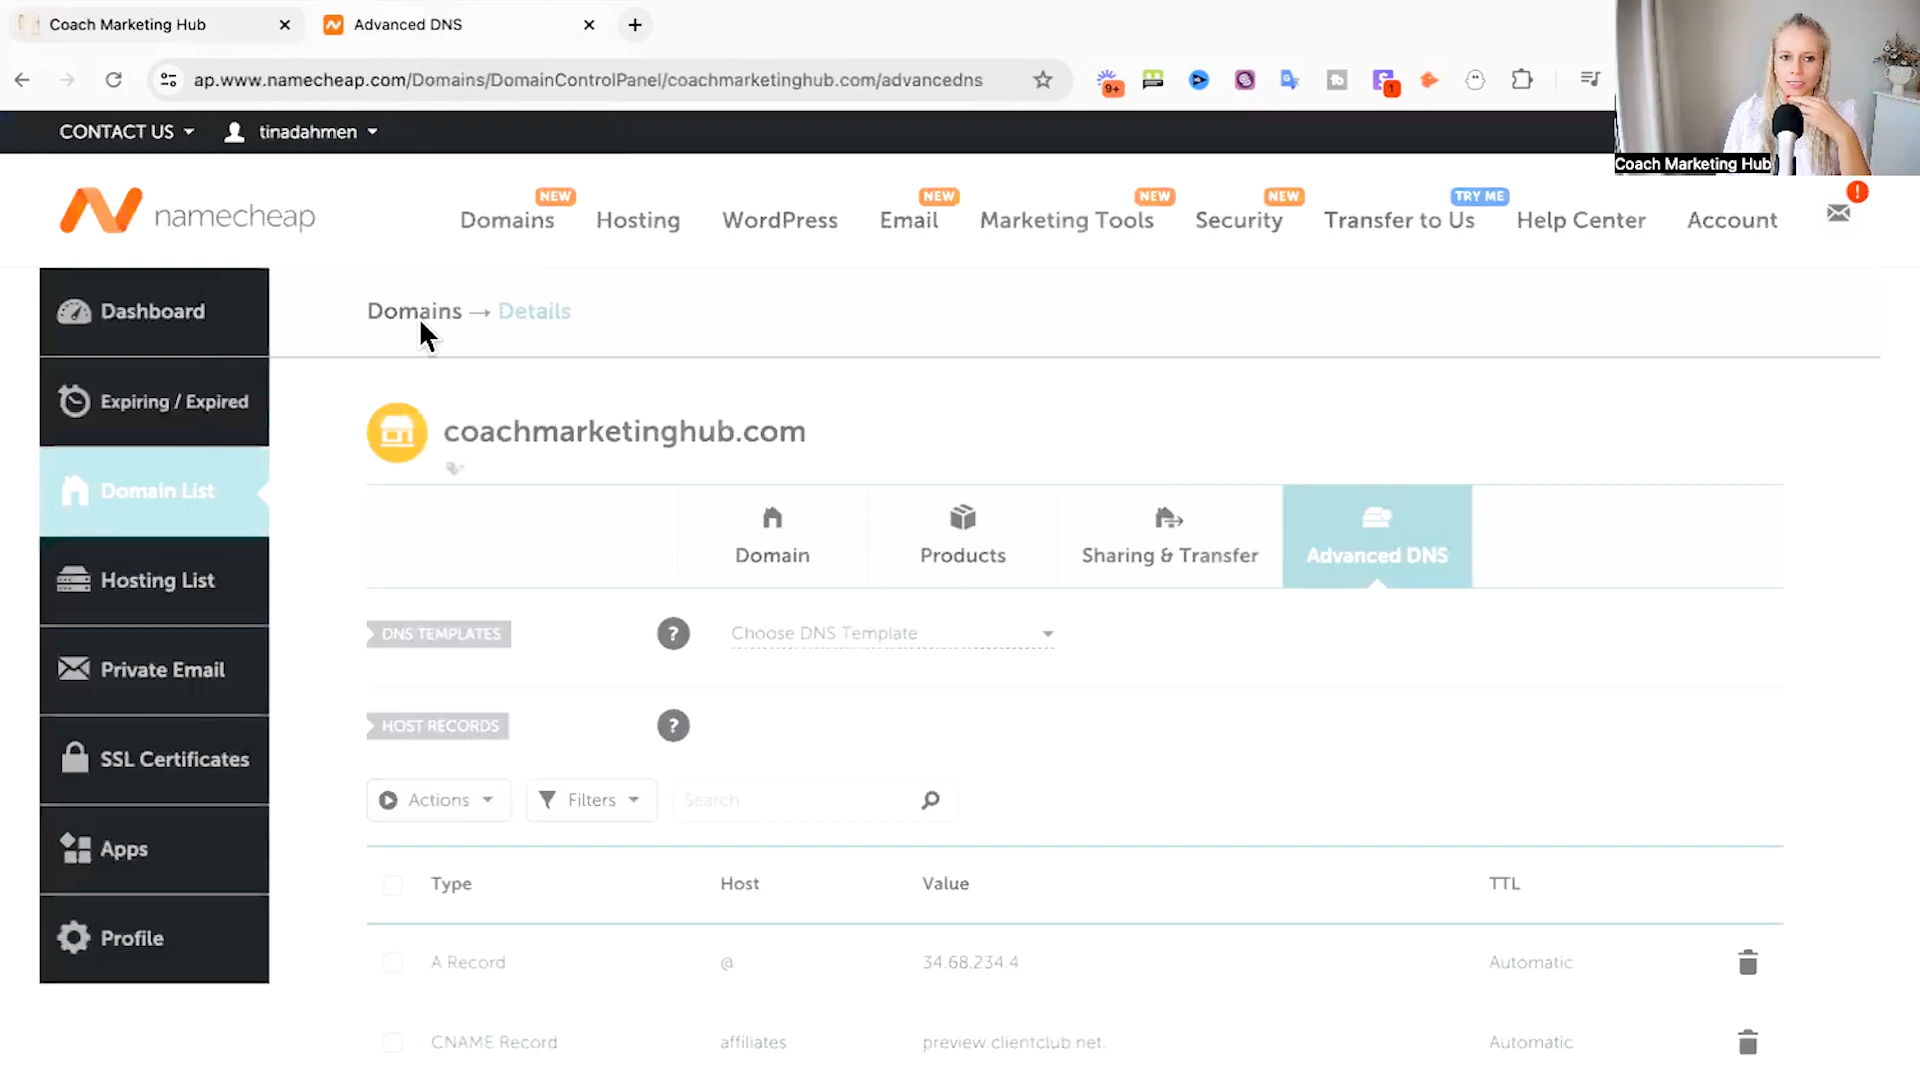 Coach Marketing Hub
Advanced DNS
ap.www.namecheap.com/Domains/DomainControlPanel/coachmarketinghub.com/advancedns
9+
1
CONTACT US
tinadahmen
Coach Marketing Hub
namecheap
NEW
NEW
NEW
NEW
TRY ME
Domains
Hosting
WordPress
Email
Marketing Tools
Security
Transfer to Us
Help Center
Account
Dashboard
Expiring / Expired
Domain List
Hosting List
Private Email
SSL Certificates
Apps
Profile
Domains → Details
coachmarketinghub.com
Domain
Products
Sharing & Transfer
Advanced DNS
DNS TEMPLATES
?
Choose DNS Template
HOST RECORDS
?
Actions
Filters
Search
Type Host Value TTL
A Record @ 34.68.234.4 Automatic
CNAME Record affiliates preview.clientclub.net. Automatic